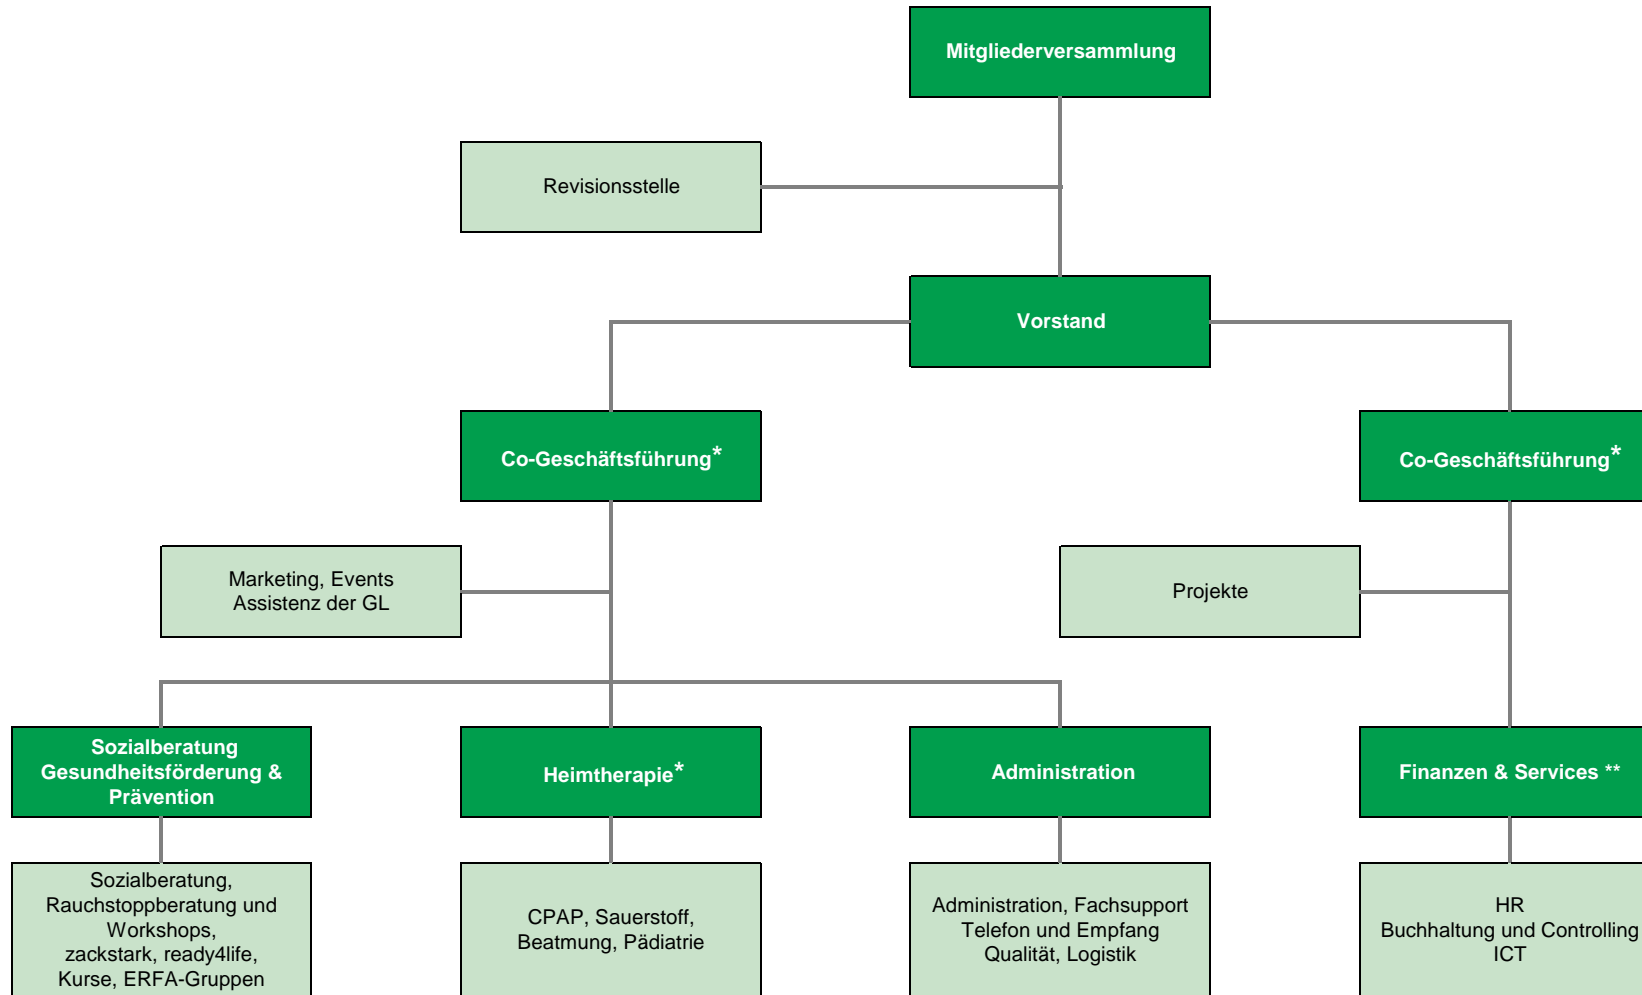 Mitgliederversammlung
Revisionsstelle
Vorstand
Co-Geschäftsführung*
Co-Geschäftsführung*
Marketing, Events
Assistenz der GL
Projekte
Sozialberatung
Gesundheitsförderung &
Prävention
Heimtherapie*
Administration
Finanzen & Services **
Sozialberatung,
Rauchstoppberatung und
Workshops,
zackstark, ready4life,
Kurse, ERFA-Gruppen
CPAP, Sauerstoff,
Beatmung, Pädiatrie
Administration, Fachsupport
Telefon und Empfang
Qualität, Logistik
HR
Buchhaltung und Controlling
ICT